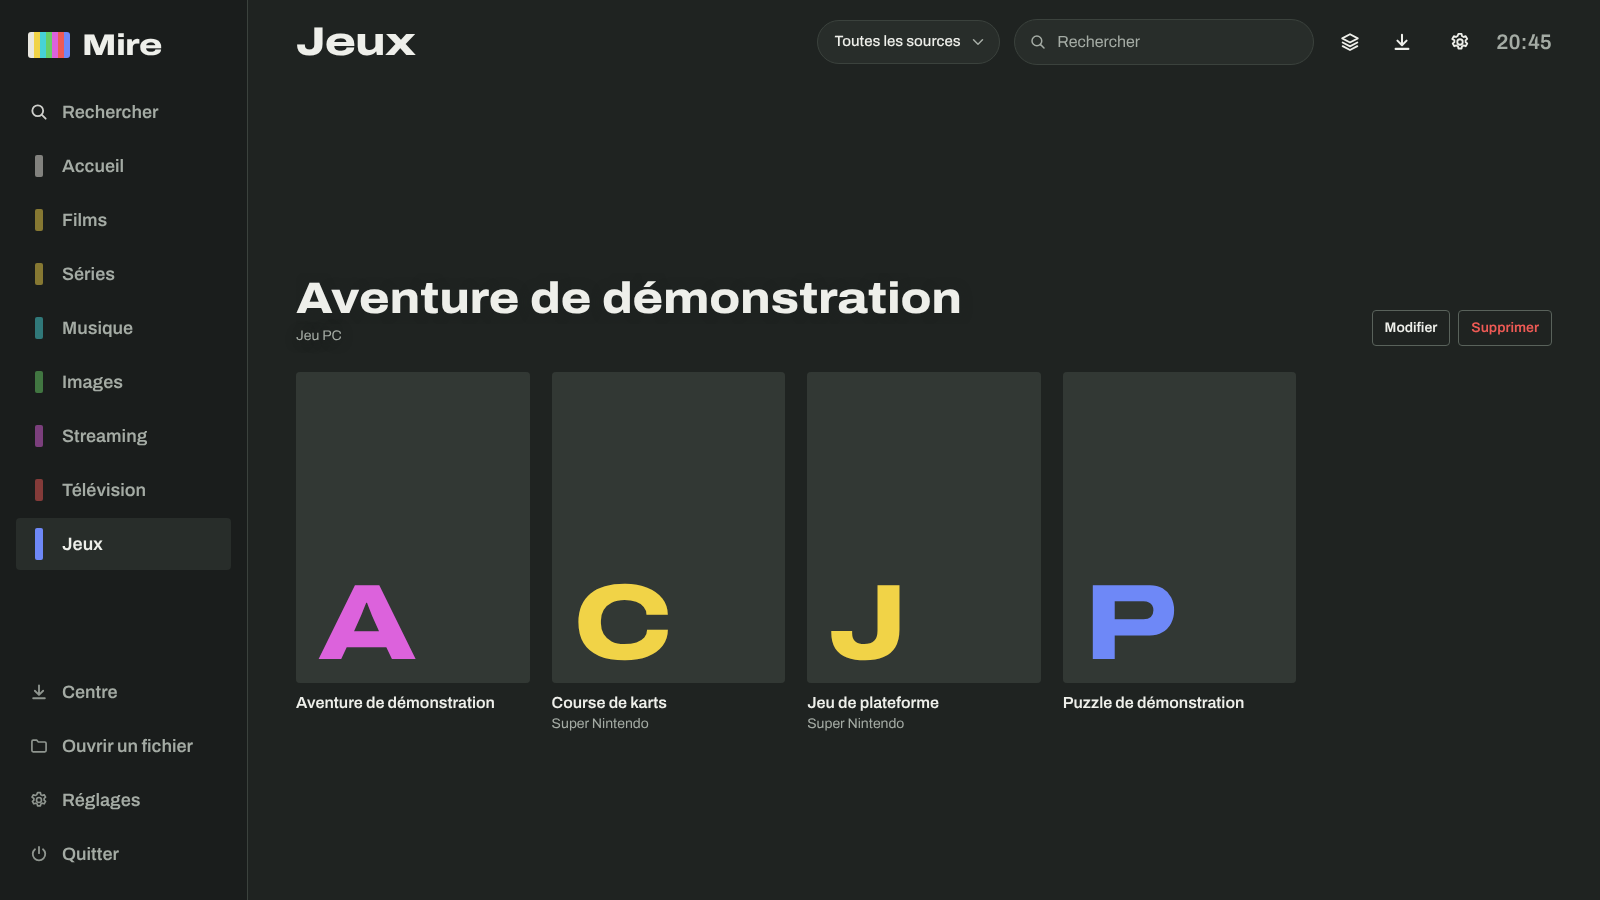 Mire
Rechercher
Accueil
Films
Séries
Musique
Images
Streaming
Télévision
Jeux
Centre
Ouvrir un fichier
Réglages
Quitter
Jeux
Toutes les sources
Rechercher
20:45
Aventure de démonstration
Jeu PC
Modifier
Supprimer
A
C
J
P
Aventure de démonstration
Course de karts
Super Nintendo
Jeu de plateforme
Super Nintendo
Puzzle de démonstration